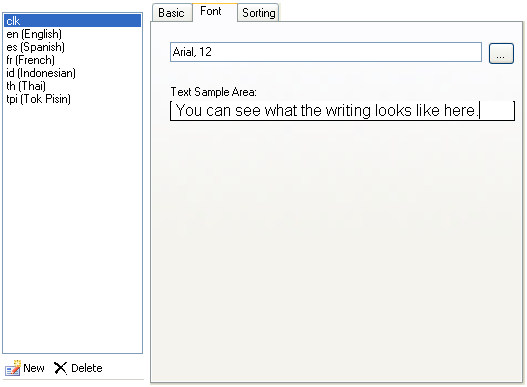 clk
en (English)
es (Spanish)
fr (French)
id (Indonesian)
th (Thai)
tpi (Tok Pisin)
New Delete
Basic Font Sorting
Arial, 12
...
Text Sample Area:
You can see what the writing looks like here.